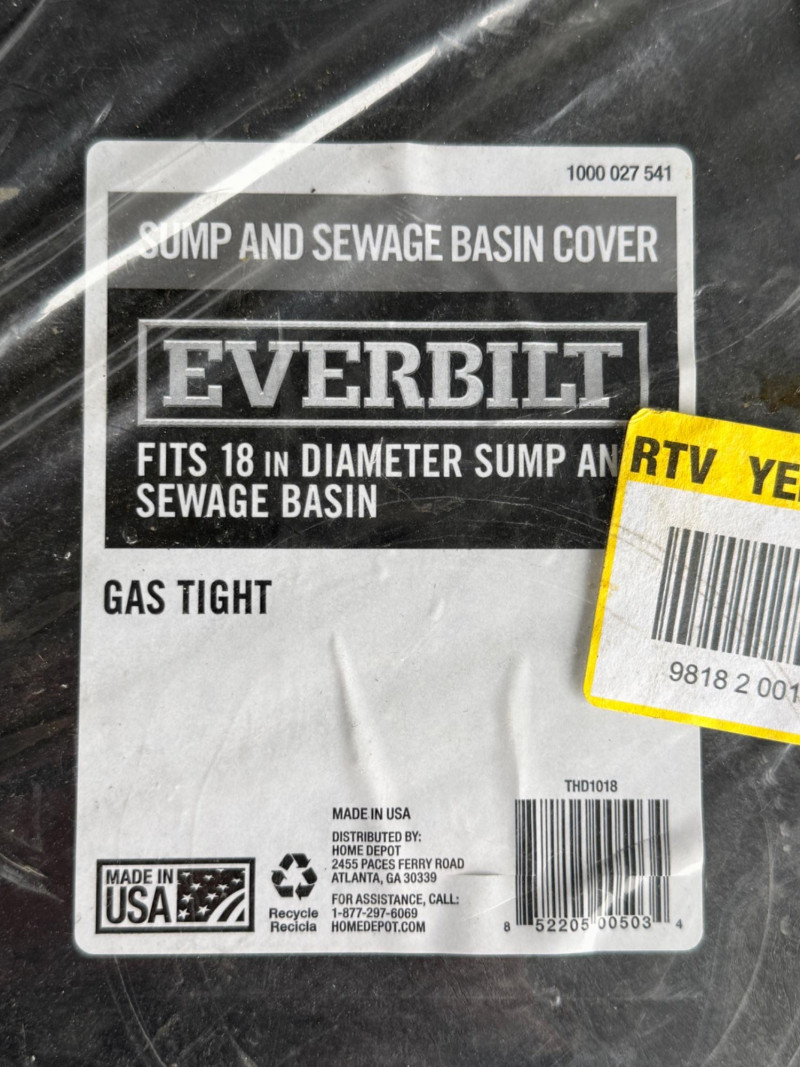 1000 027 541
SUMP AND SEWAGE BASIN COVER
EVERBILT
FITS 18 IN DIAMETER SUMP AN
SEWAGE BASIN
RTV YE
9818 2 001
GAS TIGHT
THD1018
MADE IN USA
DISTRIBUTED BY:
HOME DEPOT
2455 PACES FERRY ROAD
ATLANTA, GA 30339
FOR ASSISTANCE, CALL:
1-877-297-6069
HOMEDEPOT.COM
MADE IN
USA
Recycle
Recicla
8 52205 00503 4